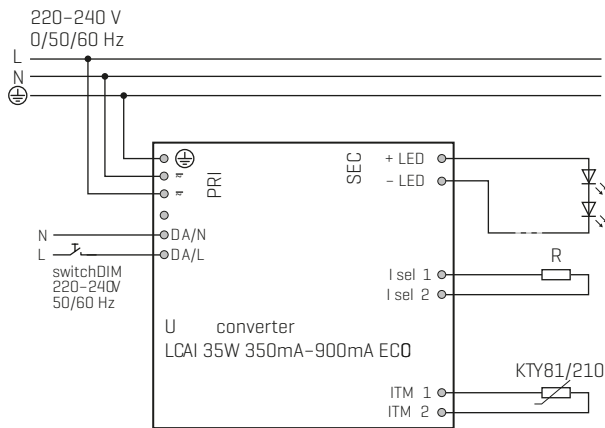 220–240 V
0/50/60 Hz
L
N
PRI
SEC
+ LED
– LED
N
DA/N
L
DA/L
switchDIM
220–240V
50/60 Hz
R
I sel 1
I sel 2
U converter
LCAI 35W 350mA–900mA ECO
KTY81/210
ITM 1
ITM 2